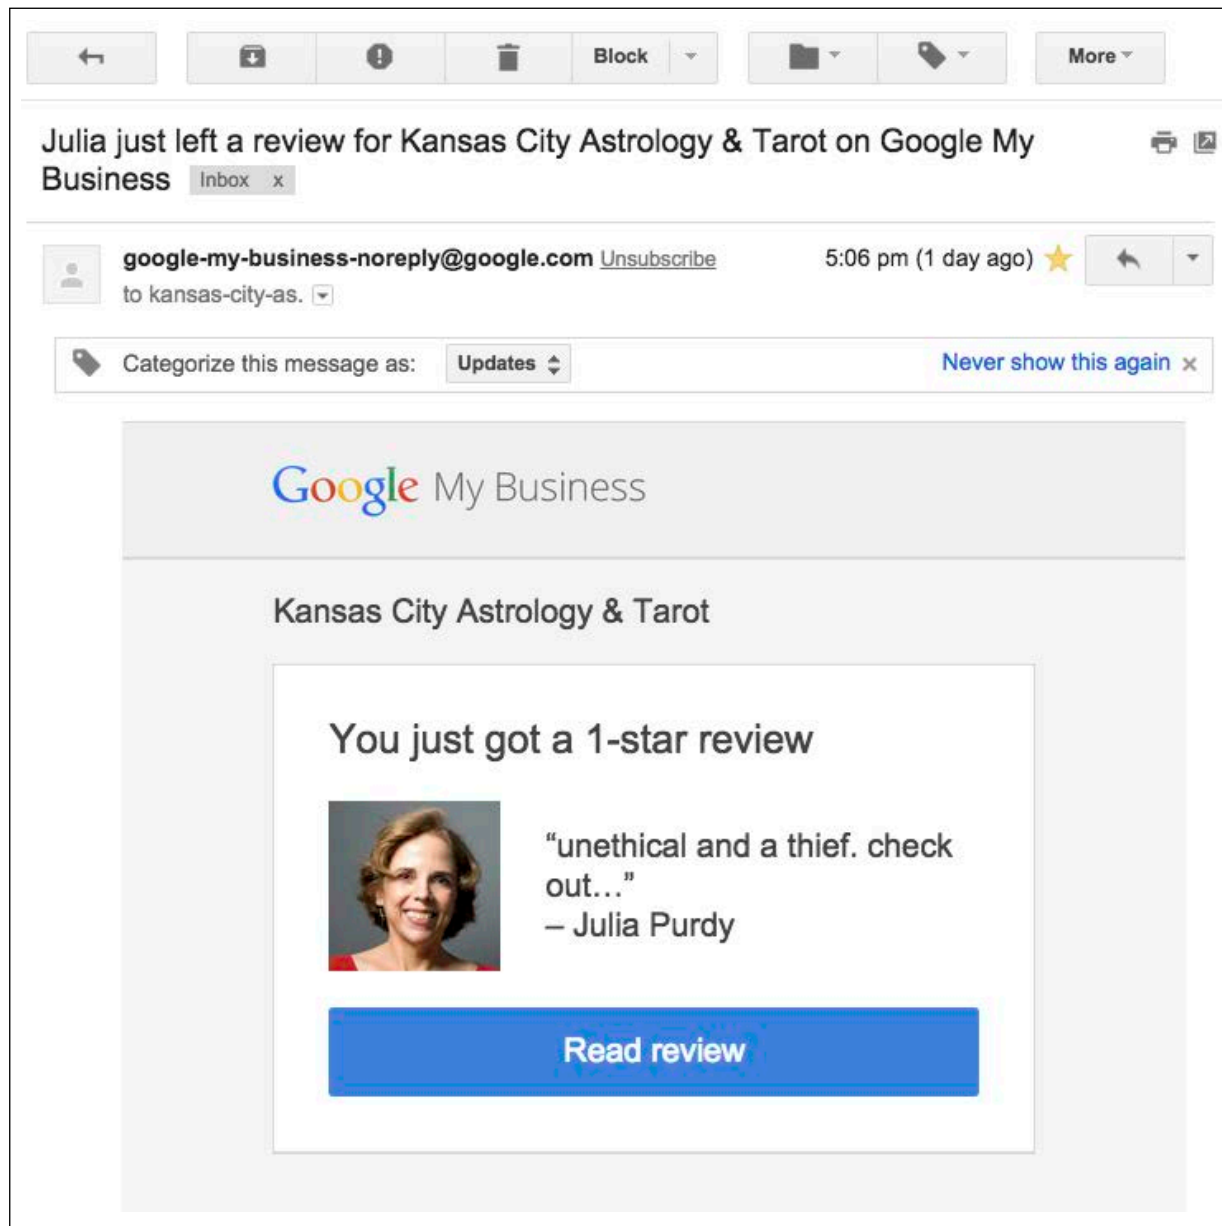 Block
More
Julia just left a review for Kansas City Astrology & Tarot on Google My
Business Inbox x
google-my-business-noreply@google.com Unsubscribe 5:06 pm (1 day ago)
to kansas-city-as.
Categorize this message as: Updates Never show this again x
Google My Business
Kansas City Astrology & Tarot
You just got a 1-star review
“unethical and a thief. check
out…”
– Julia Purdy
Read review